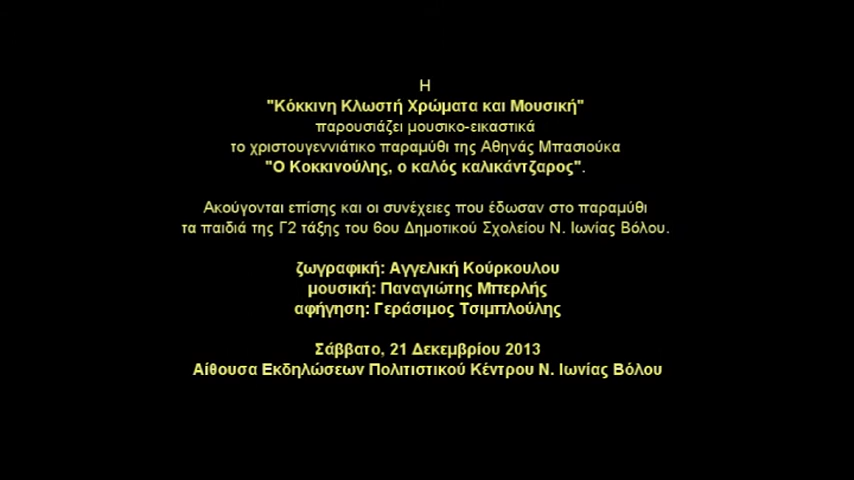 Η
"Κόκκινη Κλωστή Χρώματα και Μουσική"
παρουσιάζει μουσικο-εικαστικά
το χριστουγεννιάτικο παραμύθι της Αθηνάς Μπασιούκα
"Ο Κοκκινούλης, ο καλός καλικάντζαρος".
Ακούγονται επίσης και οι συνέχειες που έδωσαν στο παραμύθι
τα παιδιά της Γ2 τάξης του 6ου Δημοτικού Σχολείου Ν. Ιωνίας Βόλου.
ζωγραφική: Αγγελική Κούρκουλου
μουσική: Παναγιώτης Μπερλής
αφήγηση: Γεράσιμος Τσιμπλούλης
Σάββατο, 21 Δεκεμβρίου 2013
Αίθουσα Εκδηλώσεων Πολιτιστικού Κέντρου Ν. Ιωνίας Βόλου